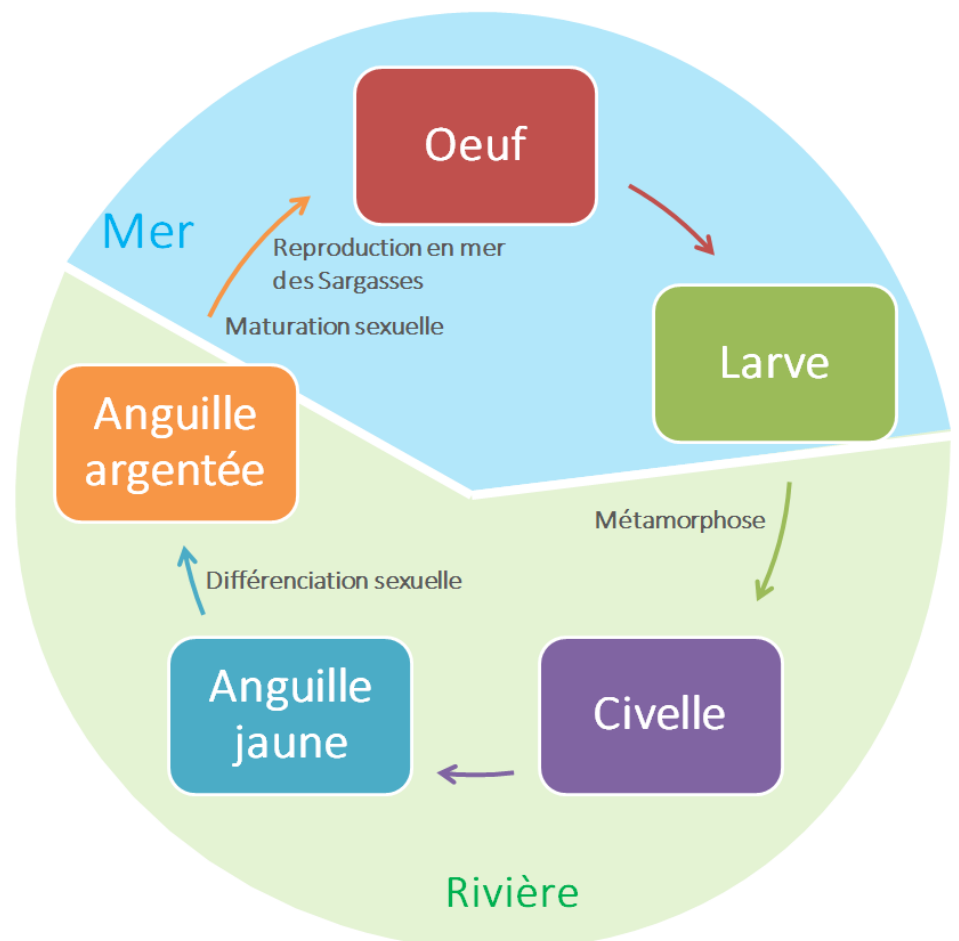 Oeuf
Mer
Reproduction en mer
des Sargasses
Maturation sexuelle
Larve
Anguille
argentée
Métamorphose
Différenciation sexuelle
Anguille
jaune
Civelle
Rivière